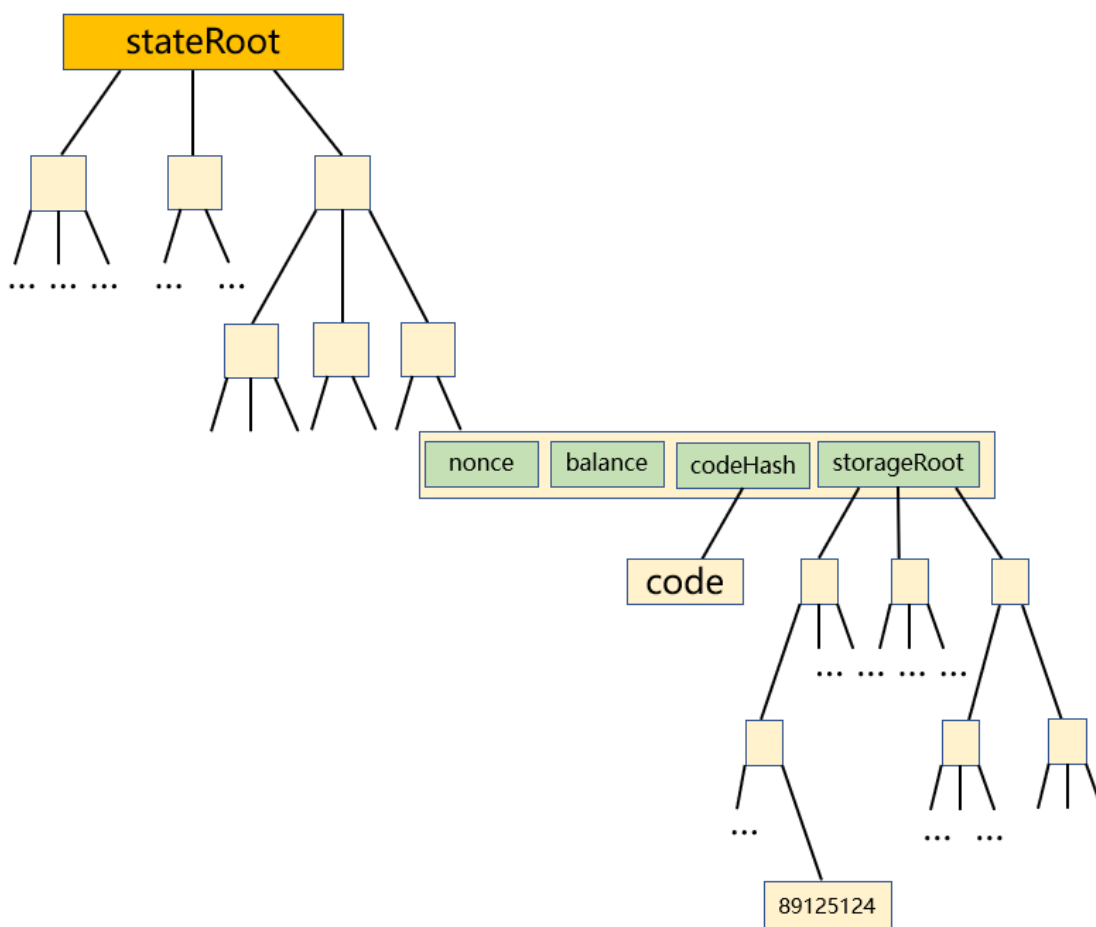 stateRoot
... ... ... ... ...
nonce balance codeHash storageRoot
code
... ... ... ...
... ... ...
89125124